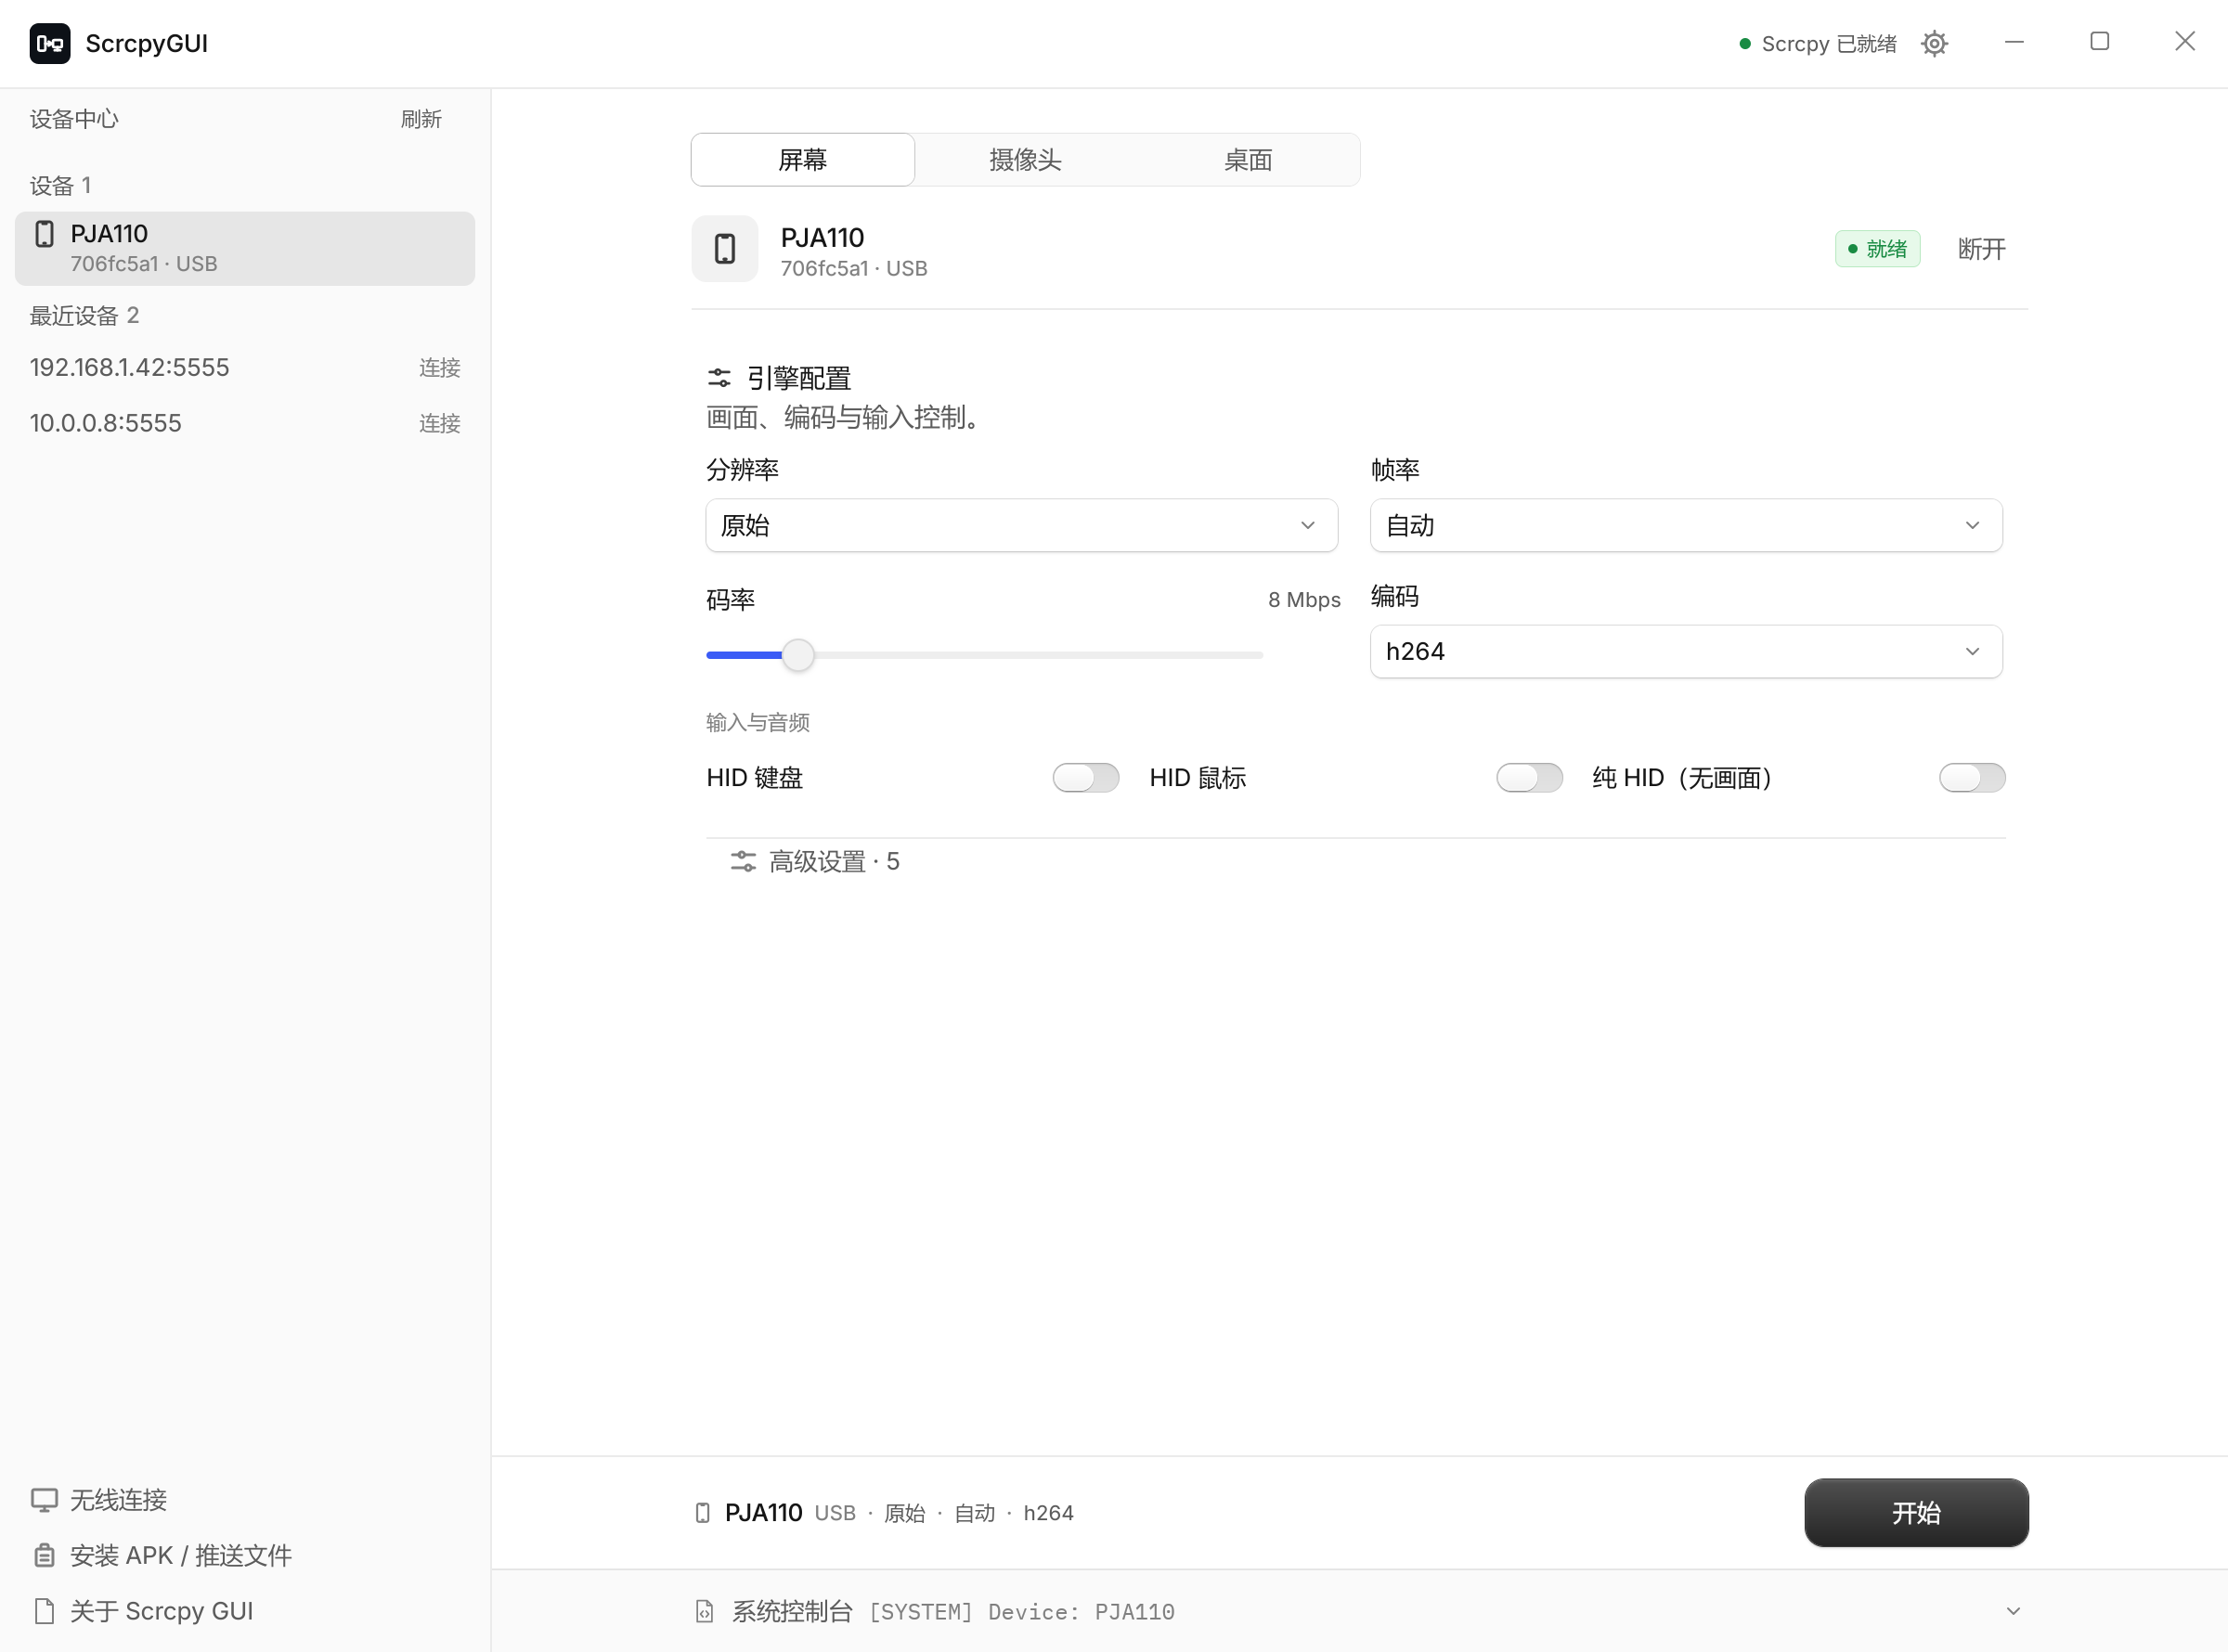 ScrcpyGUI
Scrcpy 已就绪
设备中心
刷新
设备 1
PJA110
706fc5a1 · USB
最近设备 2
192.168.1.42:5555
连接
10.0.0.8:5555
连接
无线连接
安装 APK / 推送文件
关于 Scrcpy GUI
屏幕
摄像头
桌面
PJA110
706fc5a1 · USB
就绪
断开
引擎配置
画面、编码与输入控制。
分辨率
原始
帧率
自动
码率
8 Mbps
编码
h264
输入与音频
HID 键盘
HID 鼠标
纯 HID（无画面）
高级设置 · 5
PJA110 USB · 原始 · 自动 · h264
开始
系统控制台 [SYSTEM] Device: PJA110